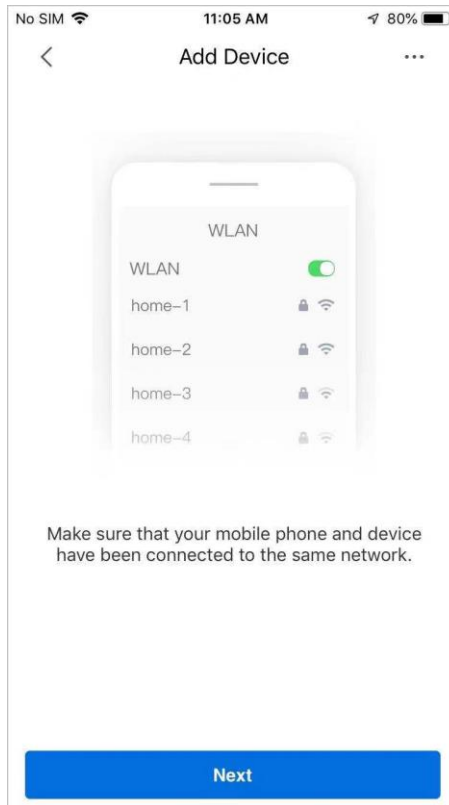 No SIM 11:05 AM 80%
Add Device
WLAN
WLAN
home-1
home-2
home-3
home-4
Make sure that your mobile phone and device
have been connected to the same network.
Next